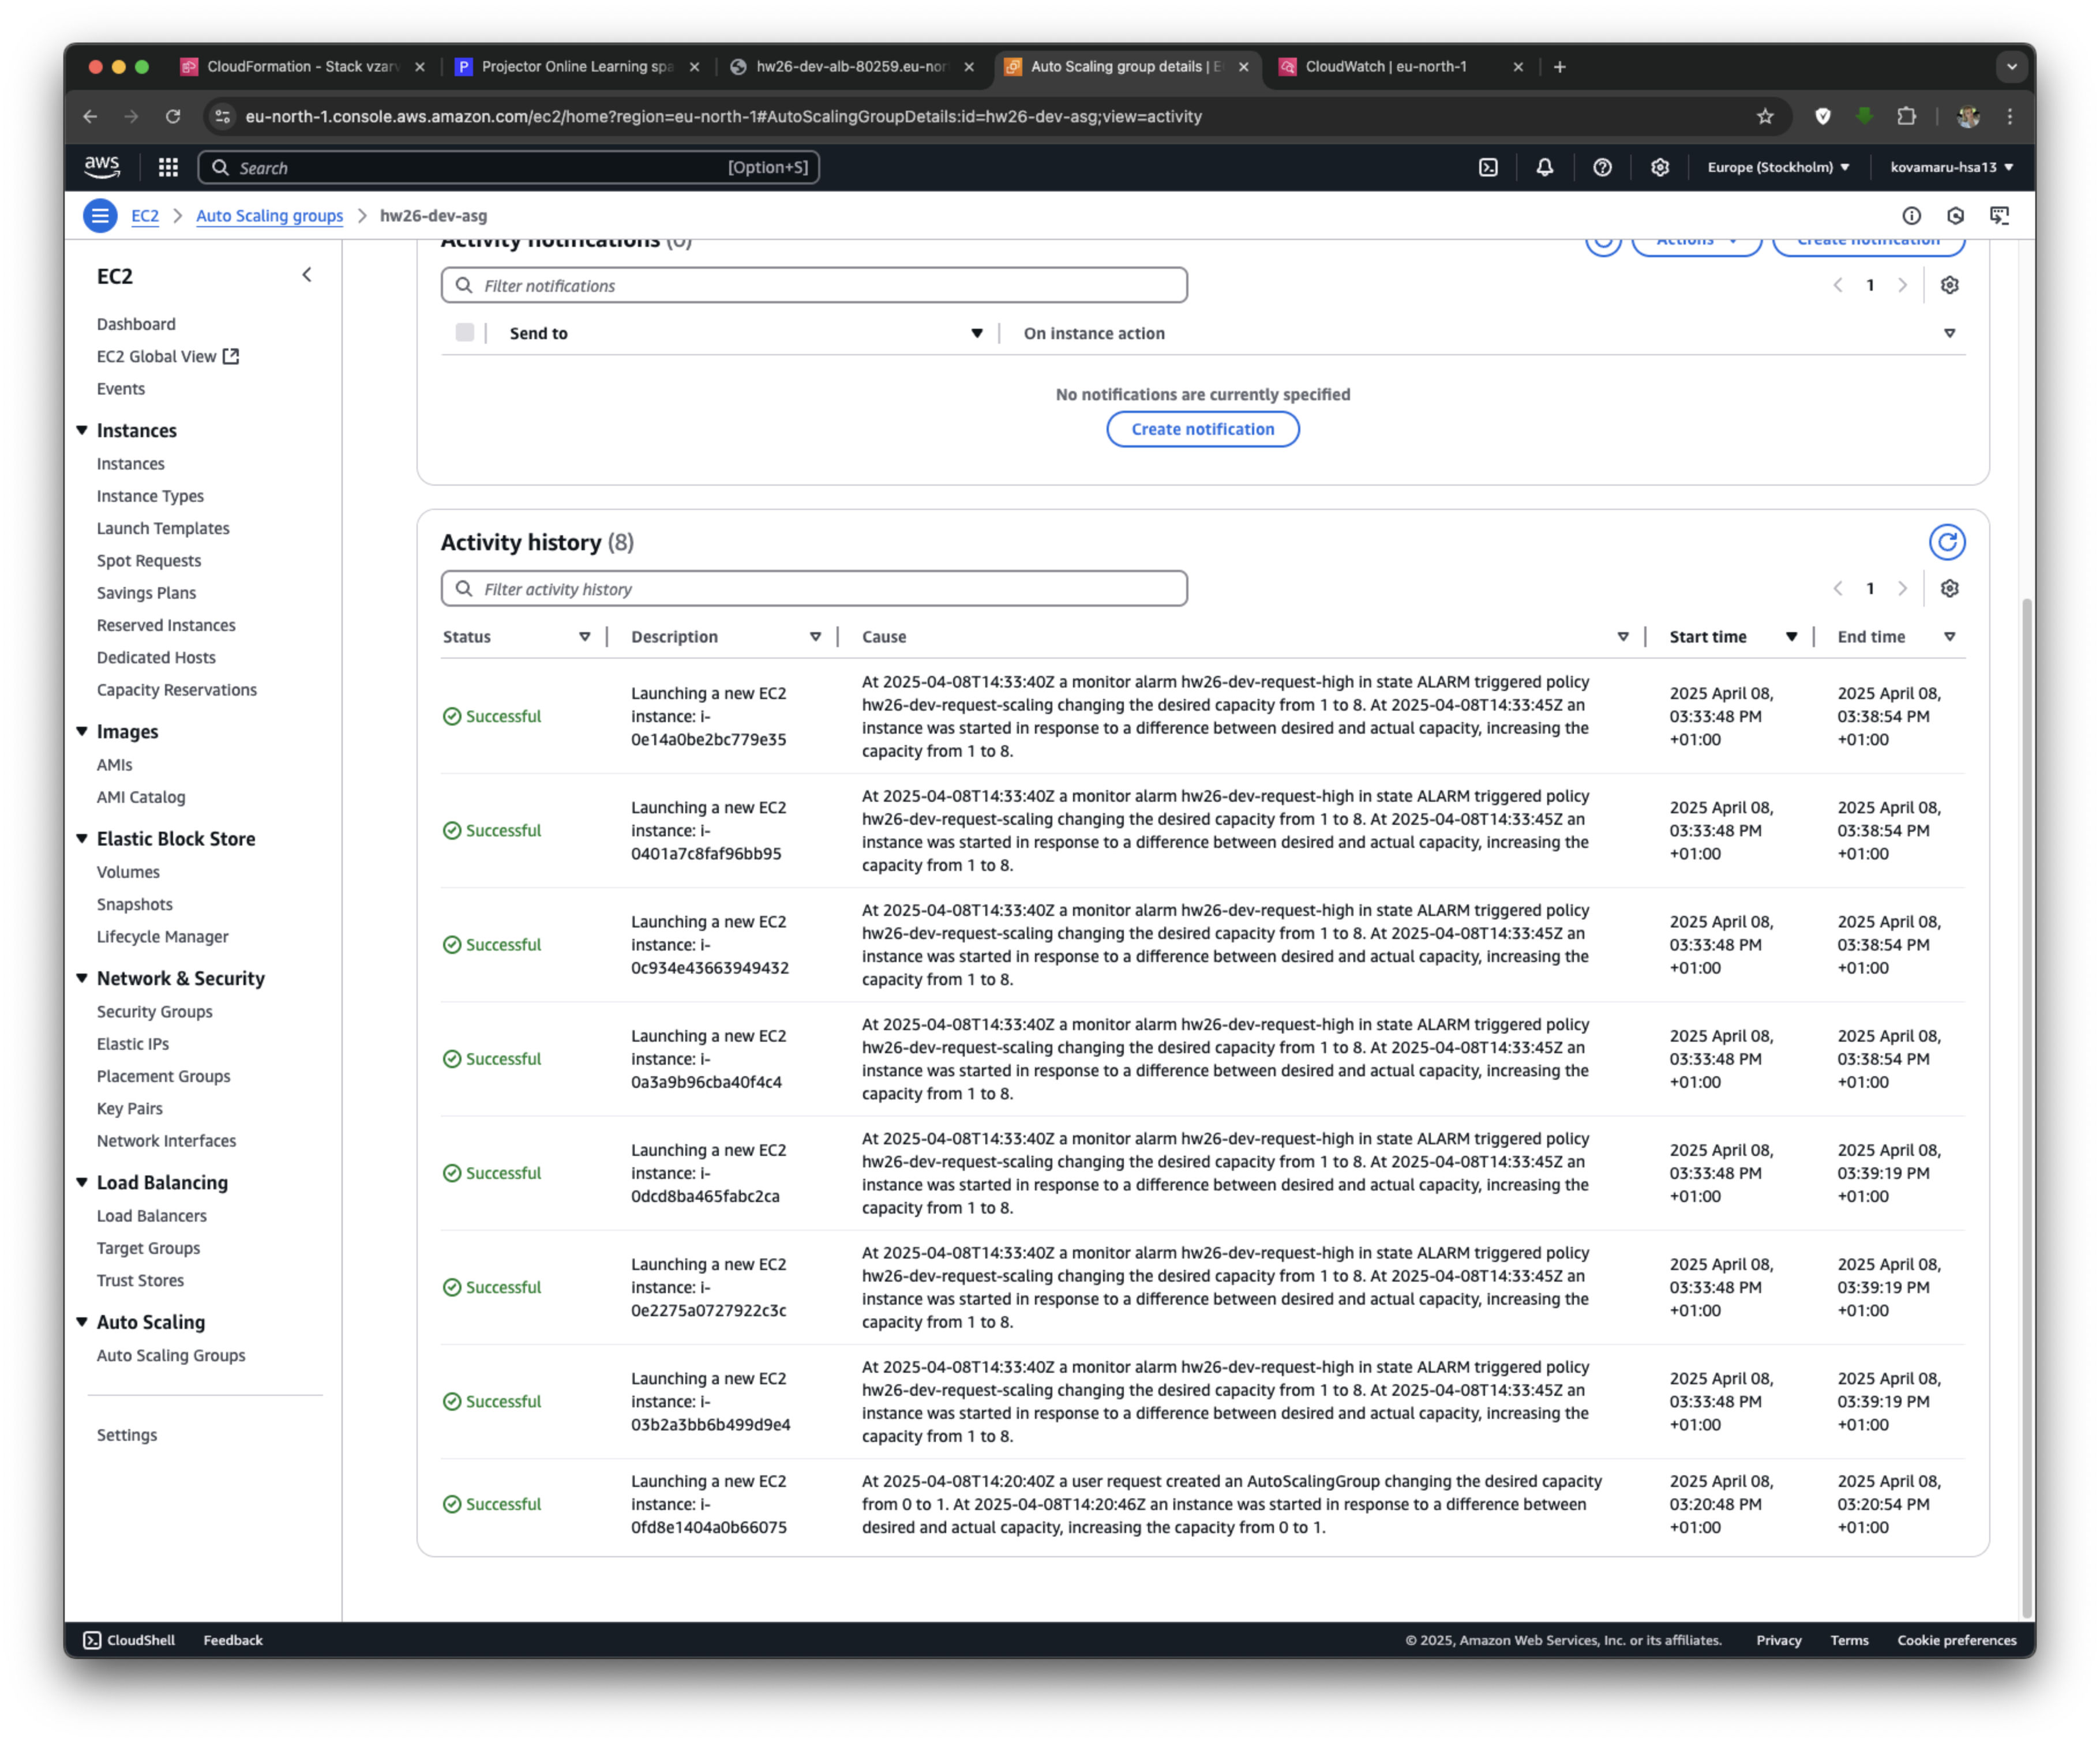 CloudFormation - Stack vzarv
Projector Online Learning spa
hw26-dev-alb-80259.eu-nor
Auto Scaling group details | E
CloudWatch | eu-north-1
eu-north-1.console.aws.amazon.com/ec2/home?region=eu-north-1#AutoScalingGroupDetails:id=hw26-dev-asg;view=activity
aws
Search
[Option+S]
Europe (Stockholm)
kovamaru-hsa13
EC2 > Auto Scaling groups > hw26-dev-asg
EC2
Dashboard
EC2 Global View
Events
Instances
Instances
Instance Types
Launch Templates
Spot Requests
Savings Plans
Reserved Instances
Dedicated Hosts
Capacity Reservations
Images
AMIs
AMI Catalog
Elastic Block Store
Volumes
Snapshots
Lifecycle Manager
Network & Security
Security Groups
Elastic IPs
Placement Groups
Key Pairs
Network Interfaces
Load Balancing
Load Balancers
Target Groups
Trust Stores
Auto Scaling
Auto Scaling Groups
Settings
Activity notifications (0)
Actions
Create notification
Filter notifications
1
Send to
On instance action
No notifications are currently specified
Create notification
Activity history (8)
Filter activity history
1
Status
Description
Cause
Start time
End time
Successful
Launching a new EC2
instance: i-
0e14a0be2bc779e35
At 2025-04-08T14:33:40Z a monitor alarm hw26-dev-request-high in state ALARM triggered policy
hw26-dev-request-scaling changing the desired capacity from 1 to 8. At 2025-04-08T14:33:45Z an
instance was started in response to a difference between desired and actual capacity, increasing the
capacity from 1 to 8.
2025 April 08,
03:33:48 PM
+01:00
2025 April 08,
03:38:54 PM
+01:00
Successful
Launching a new EC2
instance: i-
0401a7c8faf96bb95
At 2025-04-08T14:33:40Z a monitor alarm hw26-dev-request-high in state ALARM triggered policy
hw26-dev-request-scaling changing the desired capacity from 1 to 8. At 2025-04-08T14:33:45Z an
instance was started in response to a difference between desired and actual capacity, increasing the
capacity from 1 to 8.
2025 April 08,
03:33:48 PM
+01:00
2025 April 08,
03:38:54 PM
+01:00
Successful
Launching a new EC2
instance: i-
0c934e43663949432
At 2025-04-08T14:33:40Z a monitor alarm hw26-dev-request-high in state ALARM triggered policy
hw26-dev-request-scaling changing the desired capacity from 1 to 8. At 2025-04-08T14:33:45Z an
instance was started in response to a difference between desired and actual capacity, increasing the
capacity from 1 to 8.
2025 April 08,
03:33:48 PM
+01:00
2025 April 08,
03:38:54 PM
+01:00
Successful
Launching a new EC2
instance: i-
0a3a9b96cba40f4c4
At 2025-04-08T14:33:40Z a monitor alarm hw26-dev-request-high in state ALARM triggered policy
hw26-dev-request-scaling changing the desired capacity from 1 to 8. At 2025-04-08T14:33:45Z an
instance was started in response to a difference between desired and actual capacity, increasing the
capacity from 1 to 8.
2025 April 08,
03:33:48 PM
+01:00
2025 April 08,
03:38:54 PM
+01:00
Successful
Launching a new EC2
instance: i-
0dcd8ba465fabc2ca
At 2025-04-08T14:33:40Z a monitor alarm hw26-dev-request-high in state ALARM triggered policy
hw26-dev-request-scaling changing the desired capacity from 1 to 8. At 2025-04-08T14:33:45Z an
instance was started in response to a difference between desired and actual capacity, increasing the
capacity from 1 to 8.
2025 April 08,
03:33:48 PM
+01:00
2025 April 08,
03:39:19 PM
+01:00
Successful
Launching a new EC2
instance: i-
0e2275a0727922c3c
At 2025-04-08T14:33:40Z a monitor alarm hw26-dev-request-high in state ALARM triggered policy
hw26-dev-request-scaling changing the desired capacity from 1 to 8. At 2025-04-08T14:33:45Z an
instance was started in response to a difference between desired and actual capacity, increasing the
capacity from 1 to 8.
2025 April 08,
03:33:48 PM
+01:00
2025 April 08,
03:39:19 PM
+01:00
Successful
Launching a new EC2
instance: i-
03b2a3bb6b499d9e4
At 2025-04-08T14:33:40Z a monitor alarm hw26-dev-request-high in state ALARM triggered policy
hw26-dev-request-scaling changing the desired capacity from 1 to 8. At 2025-04-08T14:33:45Z an
instance was started in response to a difference between desired and actual capacity, increasing the
capacity from 1 to 8.
2025 April 08,
03:33:48 PM
+01:00
2025 April 08,
03:39:19 PM
+01:00
Successful
Launching a new EC2
instance: i-
0fd8e1404a0b66075
At 2025-04-08T14:20:40Z a user request created an AutoScalingGroup changing the desired capacity
from 0 to 1. At 2025-04-08T14:20:46Z an instance was started in response to a difference between
desired and actual capacity, increasing the capacity from 0 to 1.
2025 April 08,
03:20:48 PM
+01:00
2025 April 08,
03:20:54 PM
+01:00
CloudShell
Feedback
© 2025, Amazon Web Services, Inc. or its affiliates.
Privacy
Terms
Cookie preferences